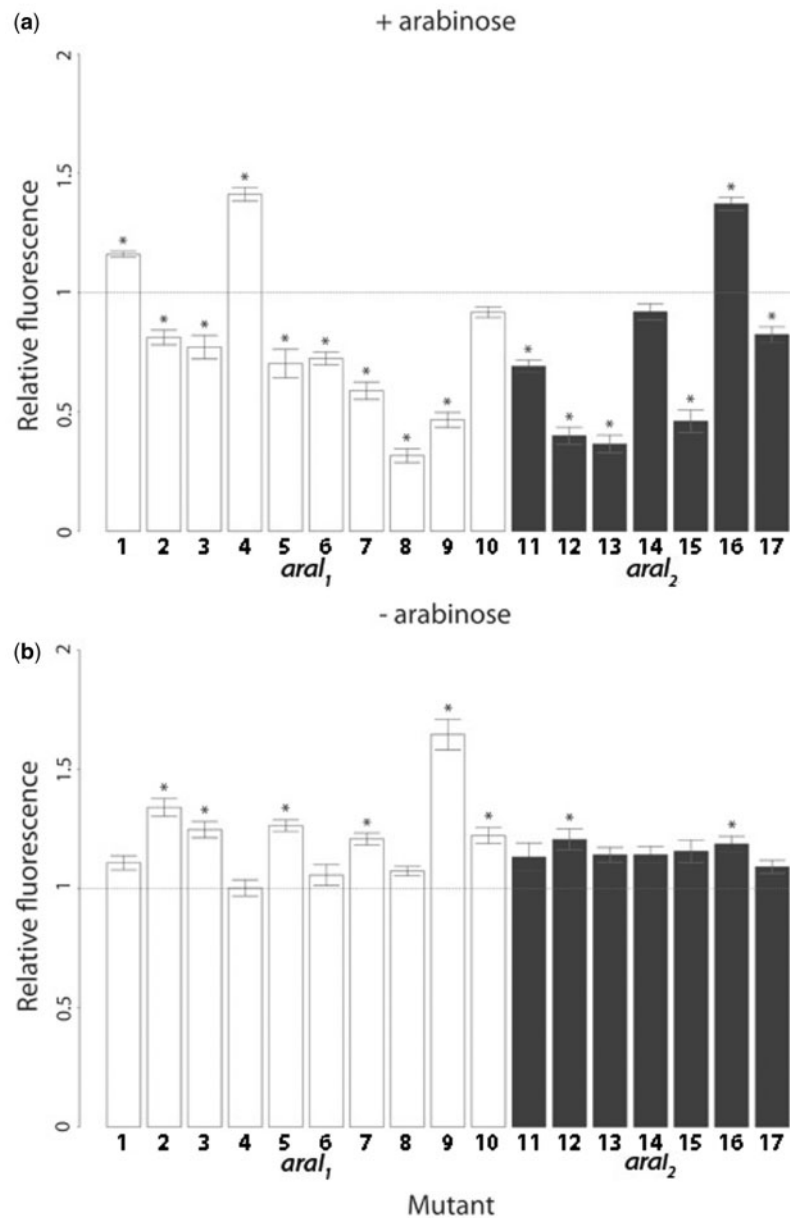 (a)
+ arabinose
Relative fluorescence
2
1.5
1
0.5
0
* * * * * * * * * * * * * * *
1 2 3 4 5 6 7 8 9 10 11 12 13 14 15 16 17
araI1 araI2
(b)
- arabinose
Relative fluorescence
2
1.5
1
0.5
0
* * * * * * * *
1 2 3 4 5 6 7 8 9 10 11 12 13 14 15 16 17
araI1 araI2
Mutant